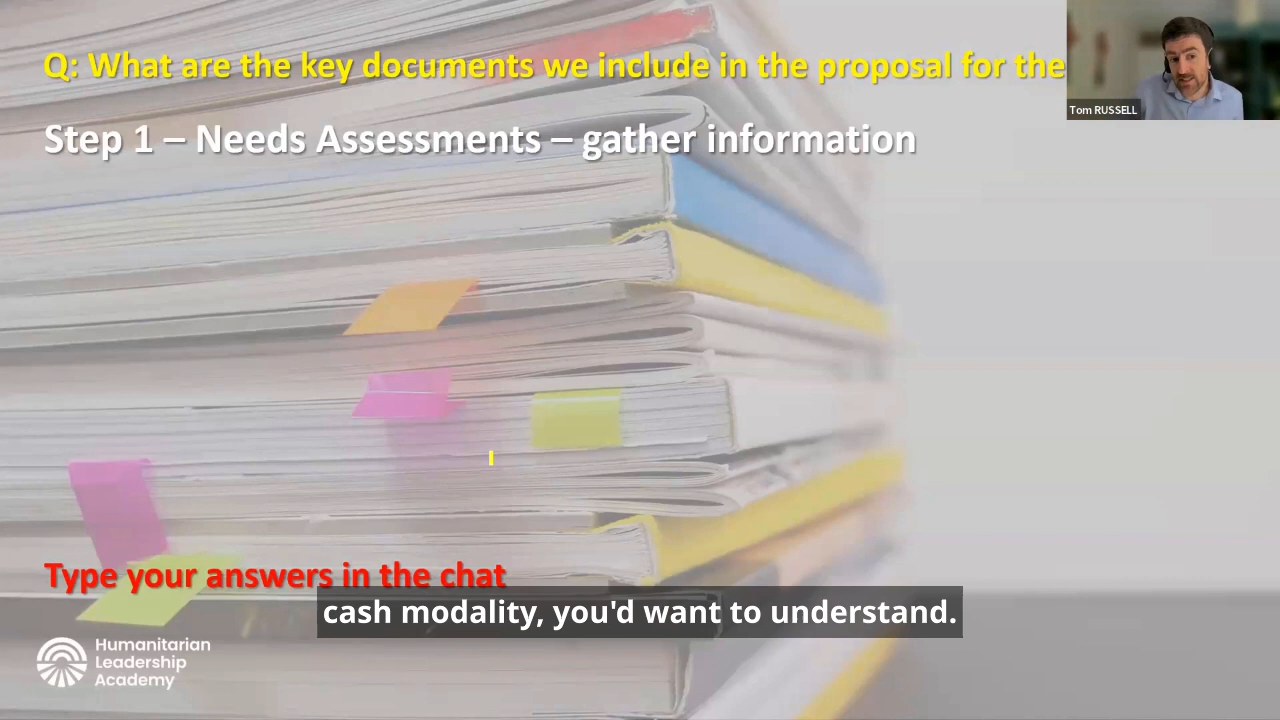 Q: What are the key documents we include in the proposal for the
Tom RUSSELL
Step 1 – Needs Assessments – gather information
Type your answers in the chat
cash modality, you'd want to understand.
Humanitarian
Leadership
Academy